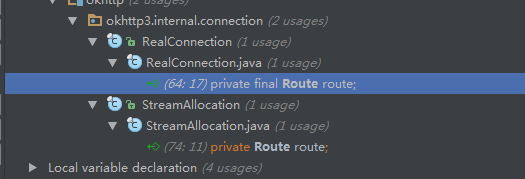 okhttp (2 usages)
okhttp3.internal.connection (2 usages)
RealConnection (1 usage)
RealConnection.java (1 usage)
(64: 17) private final Route route;
StreamAllocation (1 usage)
StreamAllocation.java (1 usage)
(74: 11) private Route route;
Local variable declaration (4 usages)